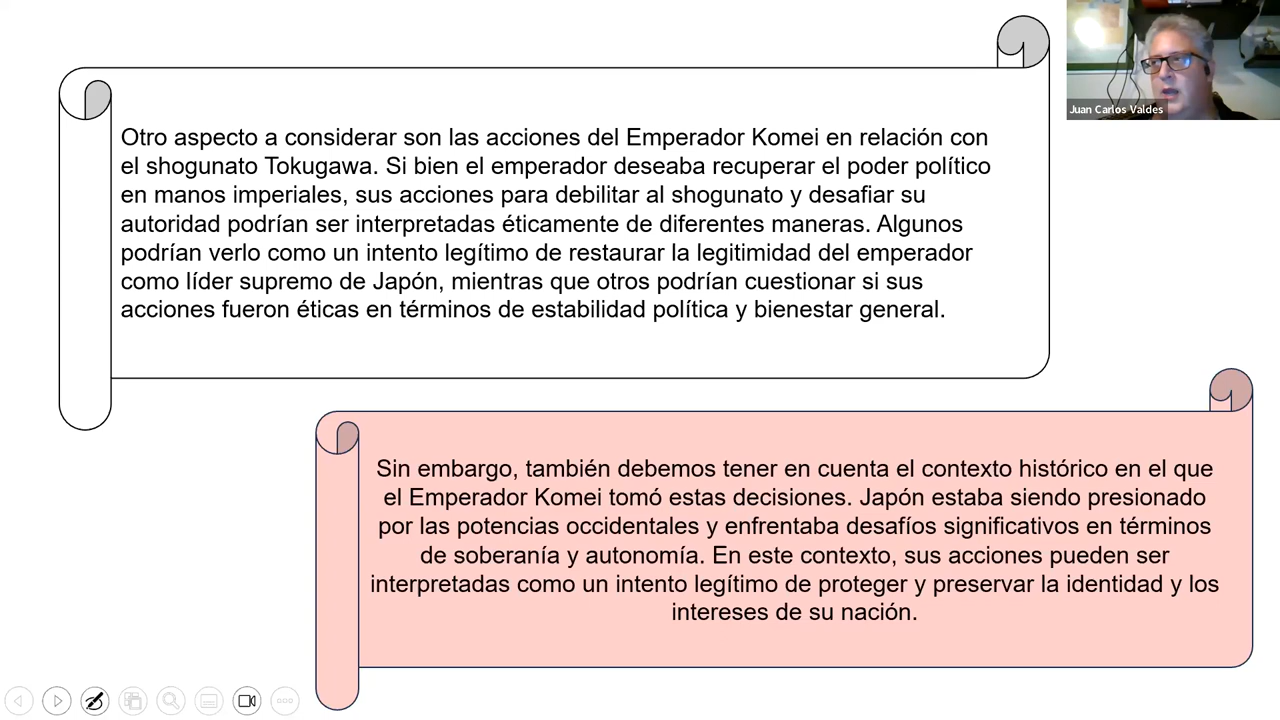 Juan Carlos Valdes
Otro aspecto a considerar son las acciones del Emperador Komei en relación con
el shogunato Tokugawa. Si bien el emperador deseaba recuperar el poder político
en manos imperiales, sus acciones para debilitar al shogunato y desafiar su
autoridad podrían ser interpretadas éticamente de diferentes maneras. Algunos
podrían verlo como un intento legítimo de restaurar la legitimidad del emperador
como líder supremo de Japón, mientras que otros podrían cuestionar si sus
acciones fueron éticas en términos de estabilidad política y bienestar general.
Sin embargo, también debemos tener en cuenta el contexto histórico en el que
el Emperador Komei tomó estas decisiones. Japón estaba siendo presionado
por las potencias occidentales y enfrentaba desafíos significativos en términos
de soberanía y autonomía. En este contexto, sus acciones pueden ser
interpretadas como un intento legítimo de proteger y preservar la identidad y los
intereses de su nación.